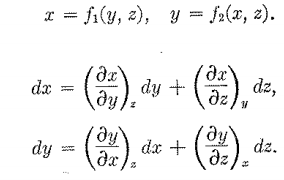 x = f₁(y, z), y = f₂(x, z).
dx = (∂x/∂y)_z dy + (∂x/∂z)_y dz,
dy = (∂y/∂x)_z dx + (∂y/∂z)_x dz.